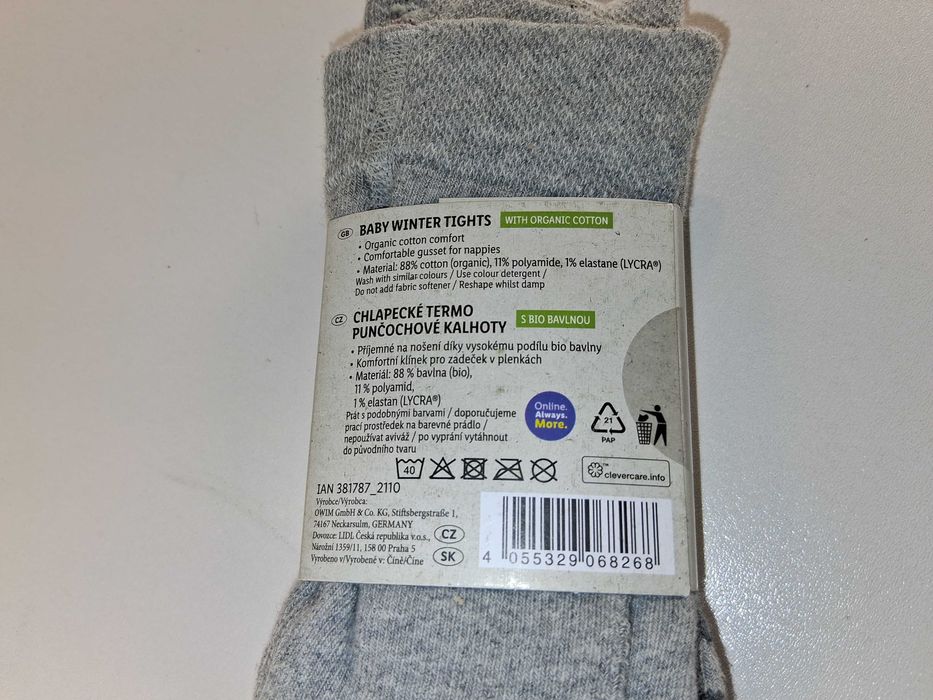 GB BABY WINTER TIGHTS WITH ORGANIC COTTON
• Organic cotton comfort
• Comfortable gusset for nappies
• Material: 88% cotton (organic), 11% polyamide, 1% elastane (LYCRA®)
Wash with similar colours / Use colour detergent /
Do not add fabric softener / Reshape whilst damp
CZ CHLAPECKÉ TERMO
PUNČOCHOVÉ KALHOTY S BIO BAVLNOU
• Příjemné na nošení díky vysokému podílu bio bavlny
• Komfortní klínek pro zadeček v plenkách
• Materiál: 88 % bavlna (bio),
11 % polyamid,
1 % elastan (LYCRA®)
Prát s podobnými barvami / doporučujeme
prací prostředek na barevné prádlo /
nepoužívat aviváž / po vyprání vytáhnout
do původního tvaru
Online.
Always.
More.
21
PAP
40
™
clevercare.info
IAN 381787_2110
Výrobce/Výrobca:
OWIM GmbH & Co. KG, Stiftsbergstraße 1,
74167 Neckarsulm, GERMANY
Dovozce: LIDL Česká republika v.o.s.,
Nárožní 1359/11, 158 00 Praha 5
Vyrobeno v/Vyrobené v: Číně/Číne
CZ
SK
4 055329 068268